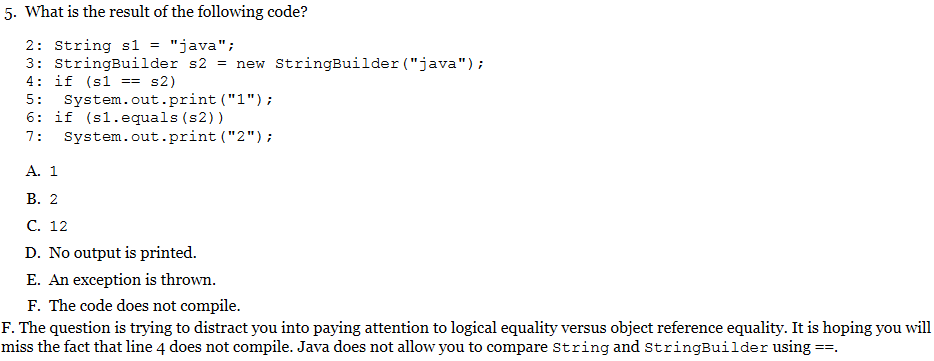 5. What is the result of the following code?
2: String s1 = "java";
3: StringBuilder s2 = new StringBuilder("java");
4: if (s1 == s2)
5:  System.out.print("1");
6: if (s1.equals(s2))
7:  System.out.print("2");
A. 1
B. 2
C. 12
D. No output is printed.
E. An exception is thrown.
F. The code does not compile.
F. The question is trying to distract you into paying attention to logical equality versus object reference equality. It is hoping you will
miss the fact that line 4 does not compile. Java does not allow you to compare String and StringBuilder using ==.